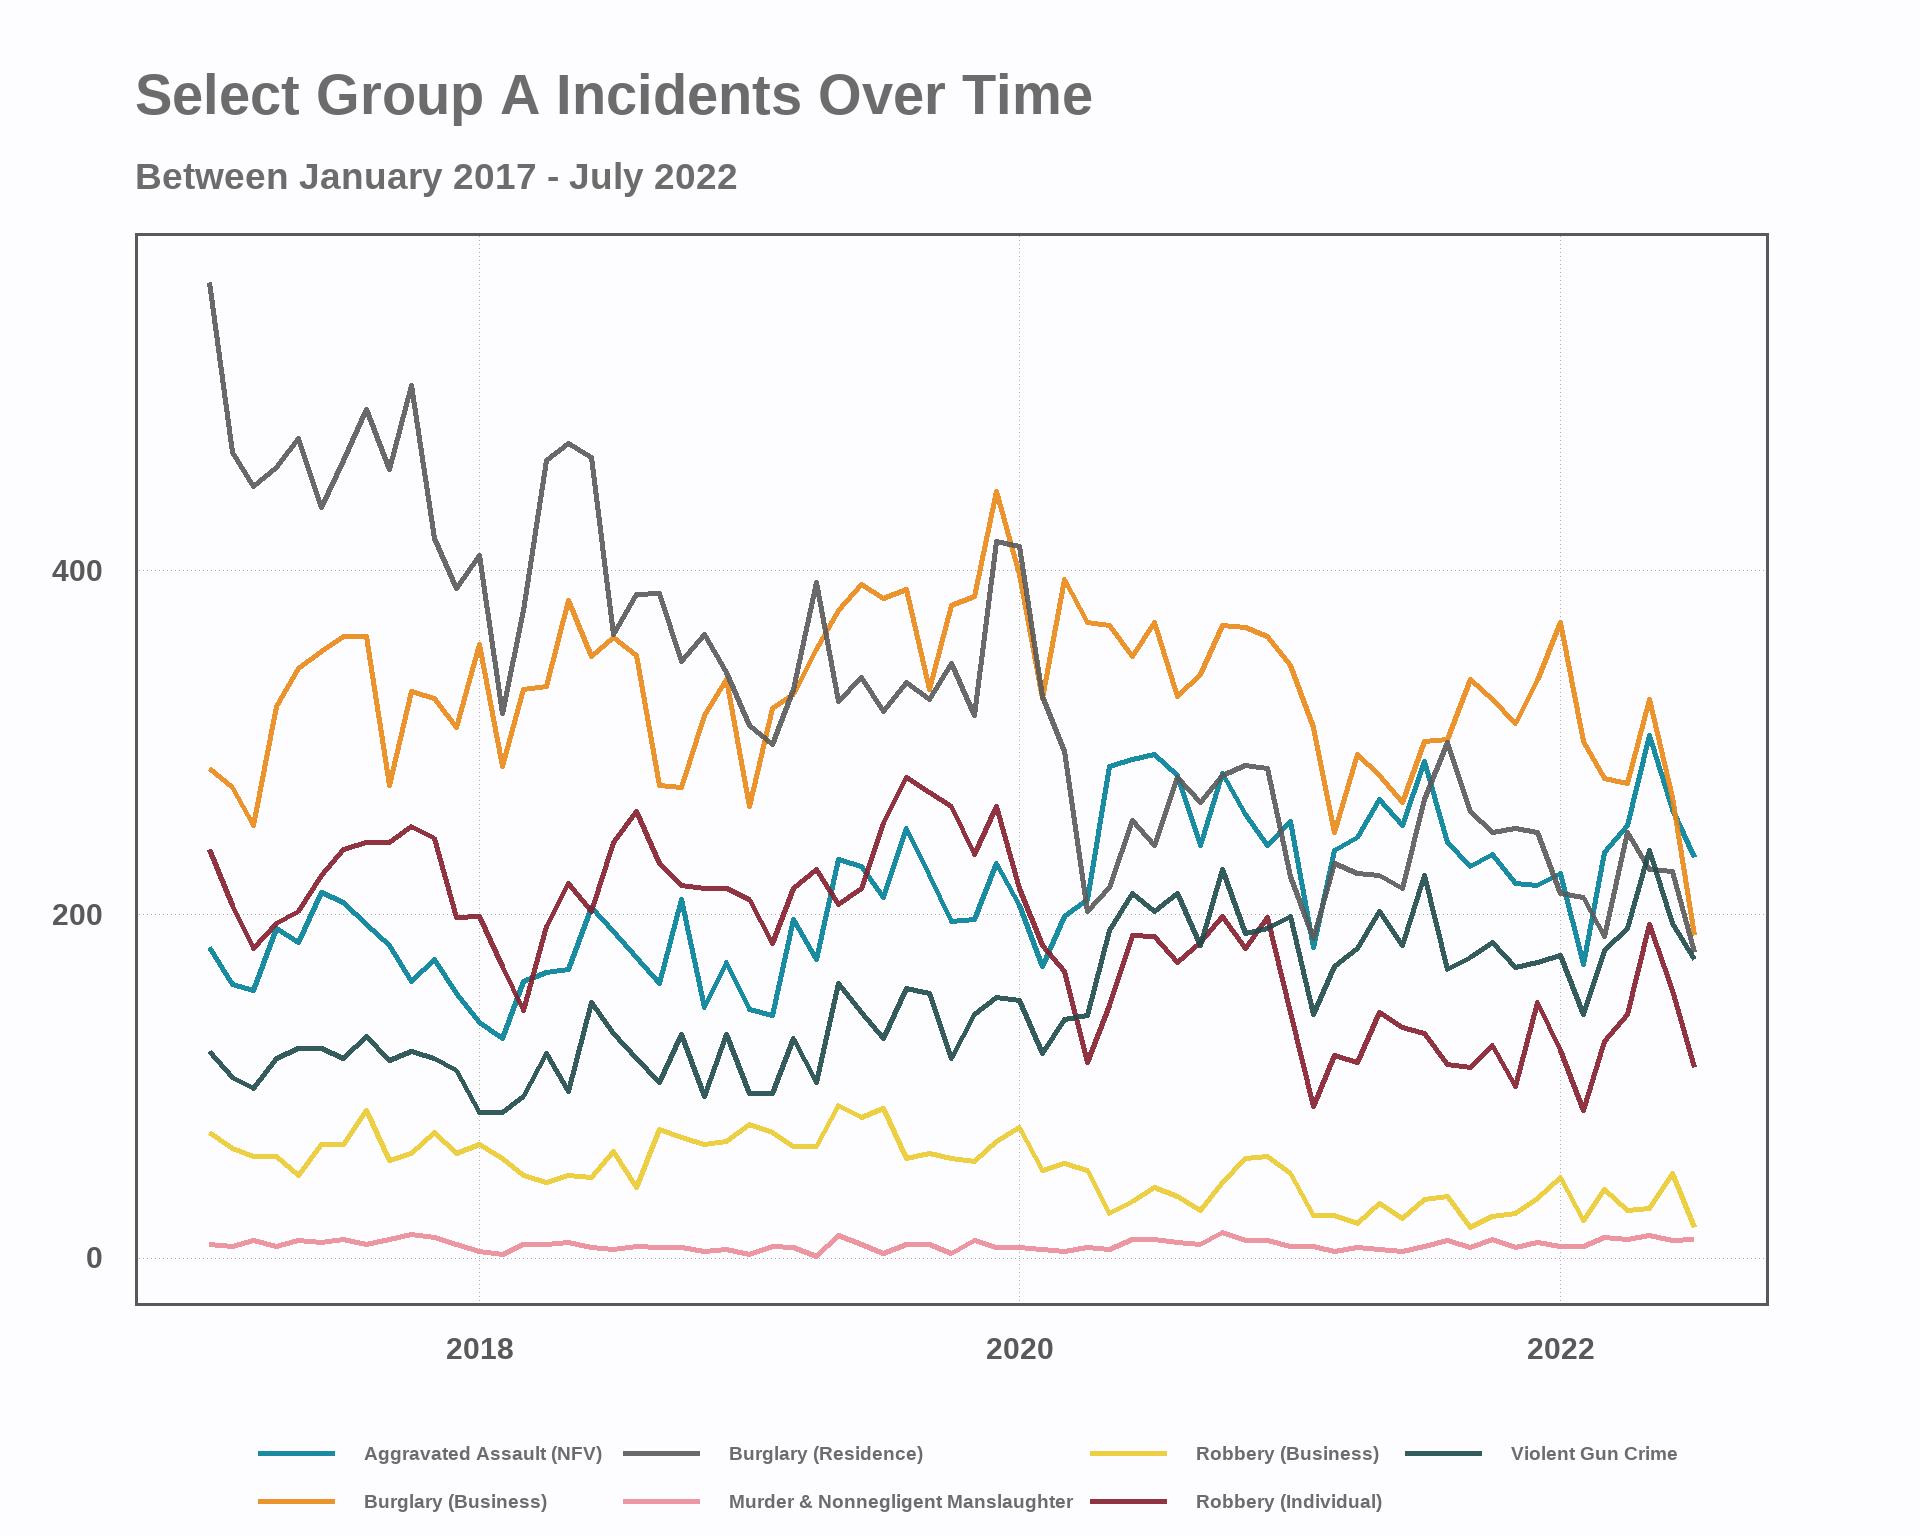 Select Group A Incidents Over Time
Between January 2017 - July 2022
400
200
0
2018 2020 2022
Aggravated Assault (NFV) Burglary (Residence) Robbery (Business) Violent Gun Crime
Burglary (Business) Murder & Nonnegligent Manslaughter Robbery (Individual)